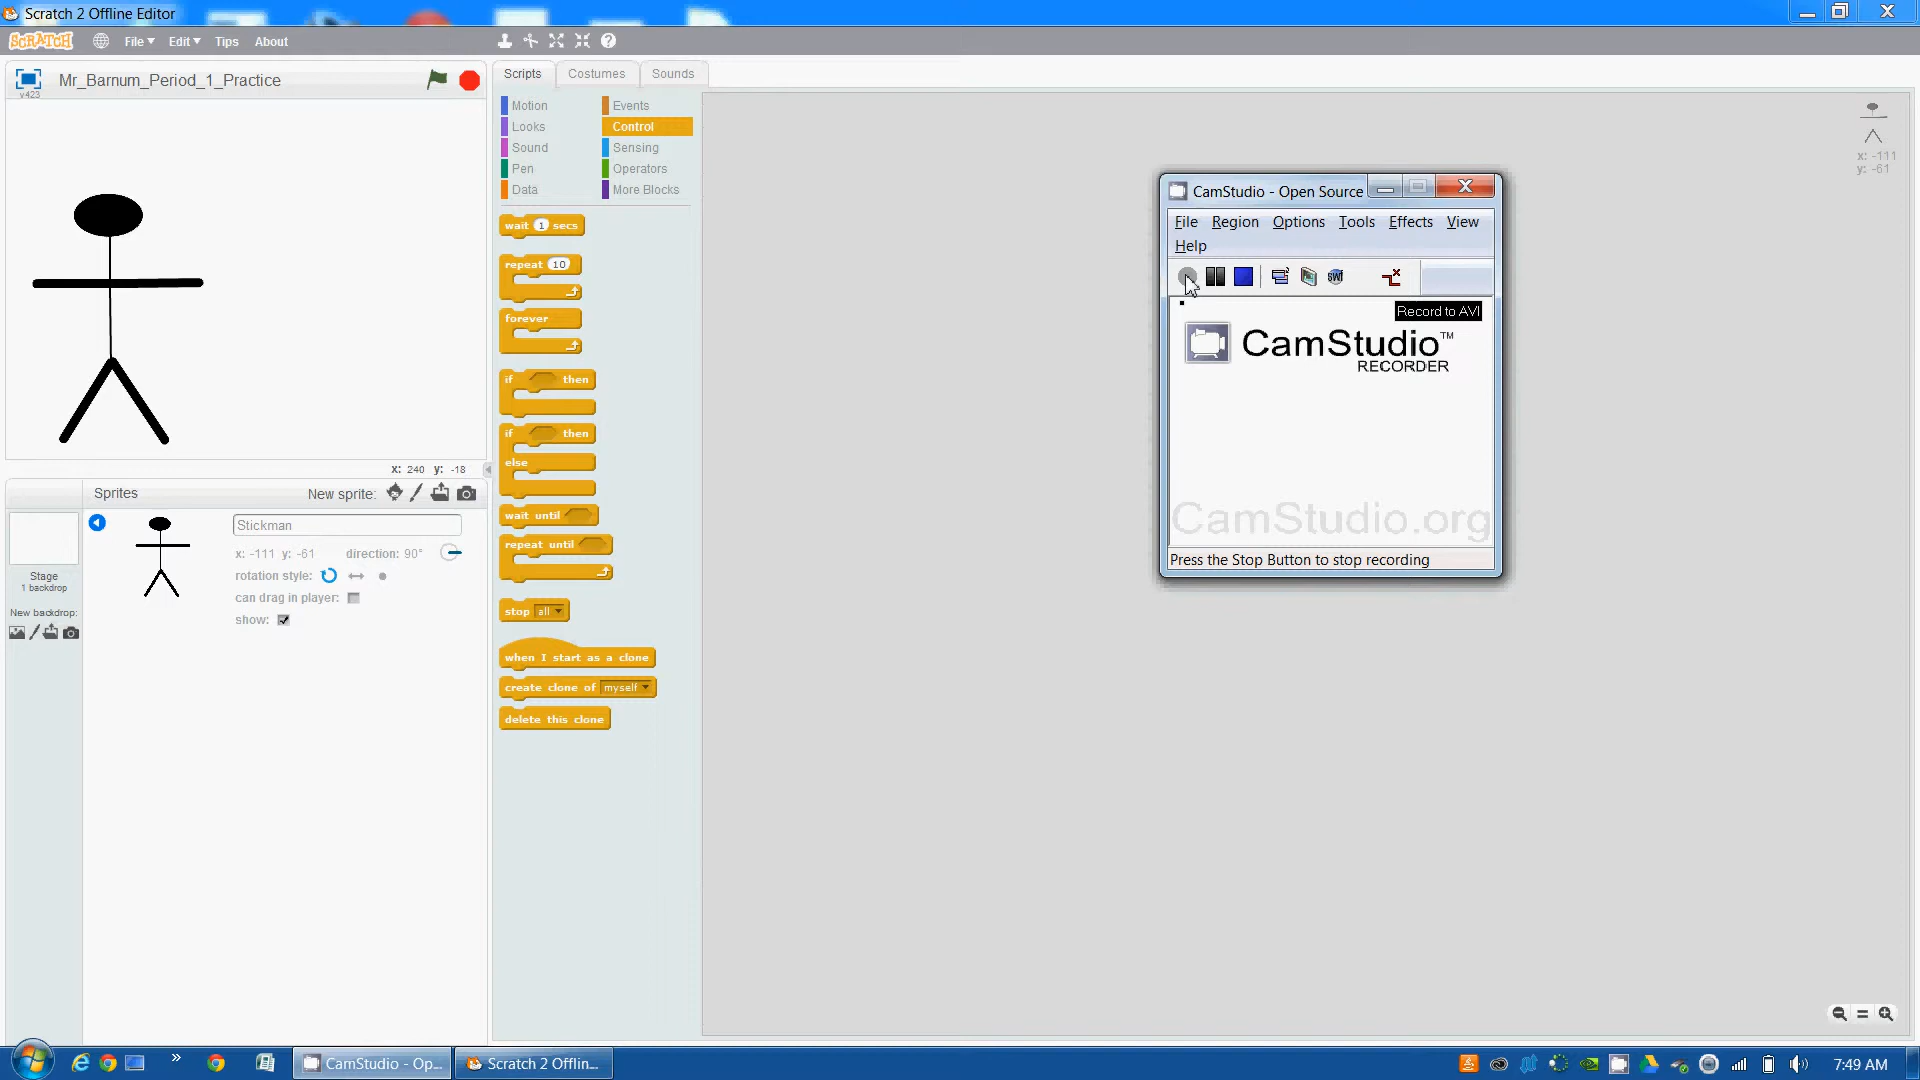 Scratch 2 Offline Editor
SCRATCH File Edit Tips About
v423 Mr_Barnum_Period_1_Practice
Scripts Costumes Sounds
Motion Events
Looks Control
Sound Sensing
Pen Operators
Data More Blocks
wait 1 secs
repeat 10
forever
if then
if then
else
wait until
repeat until
stop all
when I start as a clone
create clone of myself
delete this clone
x: -111
y: -61
x: 240 y: -18
Sprites New sprite:
Stage
1 backdrop
New backdrop:
Stickman
x: -111 y: -61 direction: 90°
rotation style:
can drag in player:
show:
CamStudio - Open Source
File Region Options Tools Effects View
Help
SWF
Record to AVI
CamStudio™
RECORDER
CamStudio.org
Press the Stop Button to stop recording
CamStudio - Op...
Scratch 2 Offlin...
7:49 AM